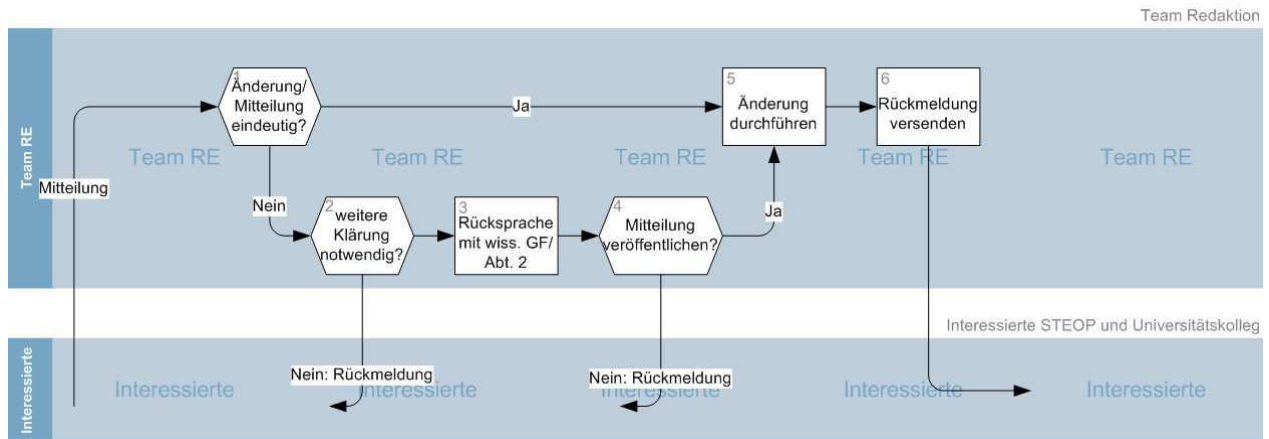 Team Redaktion
Team RE
1
Änderung/
Mitteilung
eindeutig?
Ja
5
Änderung
durchführen
6
Rückmeldung
versenden
Team RE
Team RE
Team RE
Team RE
Team RE
Mitteilung
Nein
2
weitere
Klärung
notwendig?
3
Rücksprache
mit wiss. GF/
Abt. 2
4
Mitteilung
veröffentlichen?
Ja
Interessierte STEOP und Universitätskolleg
Interessierte
Nein: Rückmeldung
Nein: Rückmeldung
Interessierte
Interessierte
Interessierte
Interessierte
Interessierte